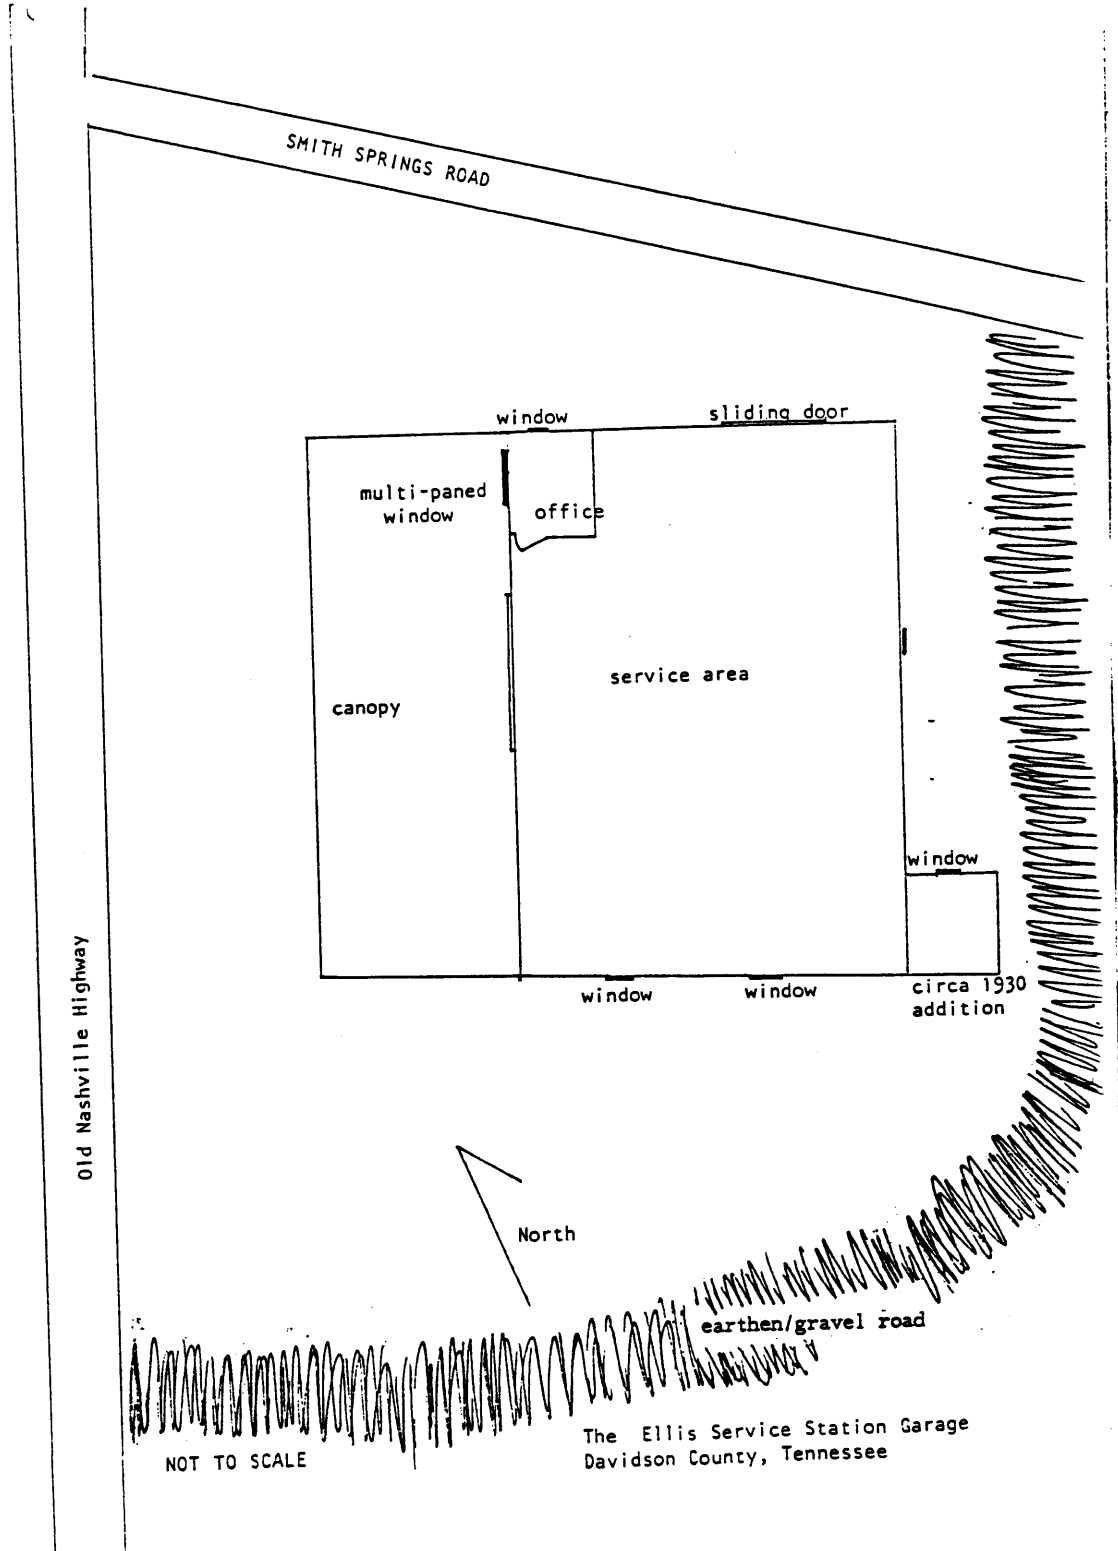 SMITH SPRINGS ROAD
window
sliding door
multi-paned
window
office
service area
canopy
window
Old Nashville Highway
window
window
circa 1930
addition
North
earthen/gravel road
The Ellis Service Station Garage
Davidson County, Tennessee
NOT TO SCALE